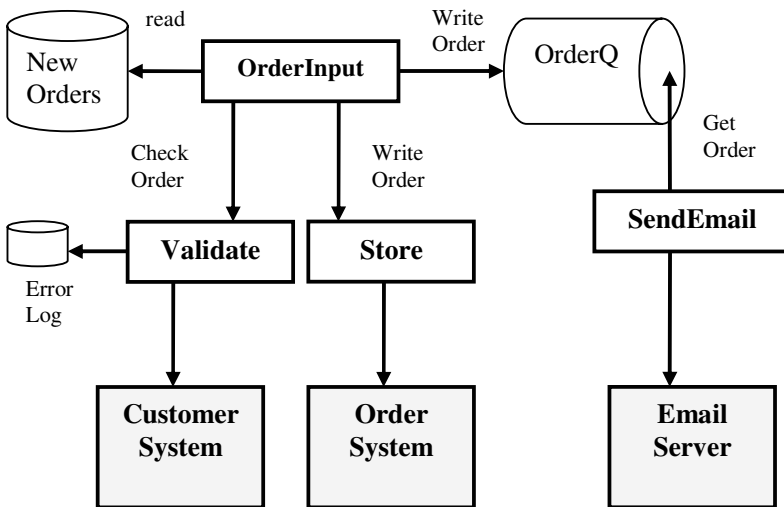 read
Write
Order
New
Orders
OrderInput
OrderQ
Check
Order
Write
Order
Get
Order
Validate
Store
SendEmail
Error
Log
Customer
System
Order
System
Email
Server